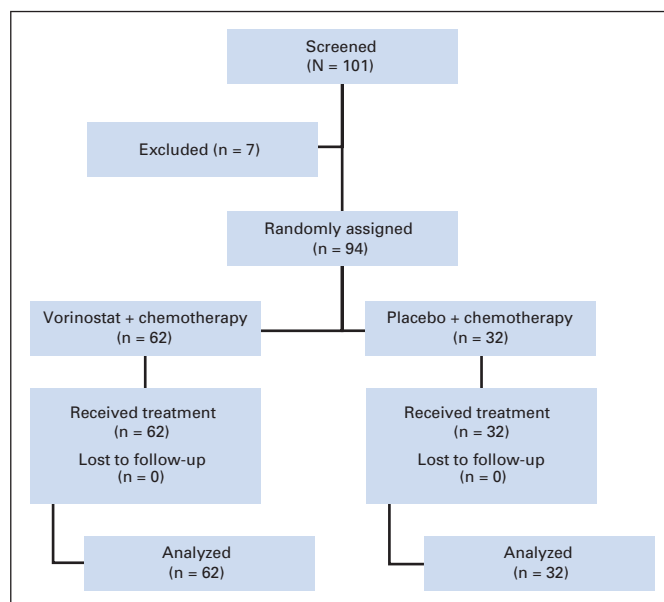 Screened
(N = 101)
Excluded (n = 7)
Randomly assigned
(n = 94)
Vorinostat + chemotherapy
(n = 62)
Placebo + chemotherapy
(n = 32)
Received treatment
(n = 62)
Lost to follow-up
(n = 0)
Received treatment
(n = 32)
Lost to follow-up
(n = 0)
Analyzed
(n = 62)
Analyzed
(n = 32)